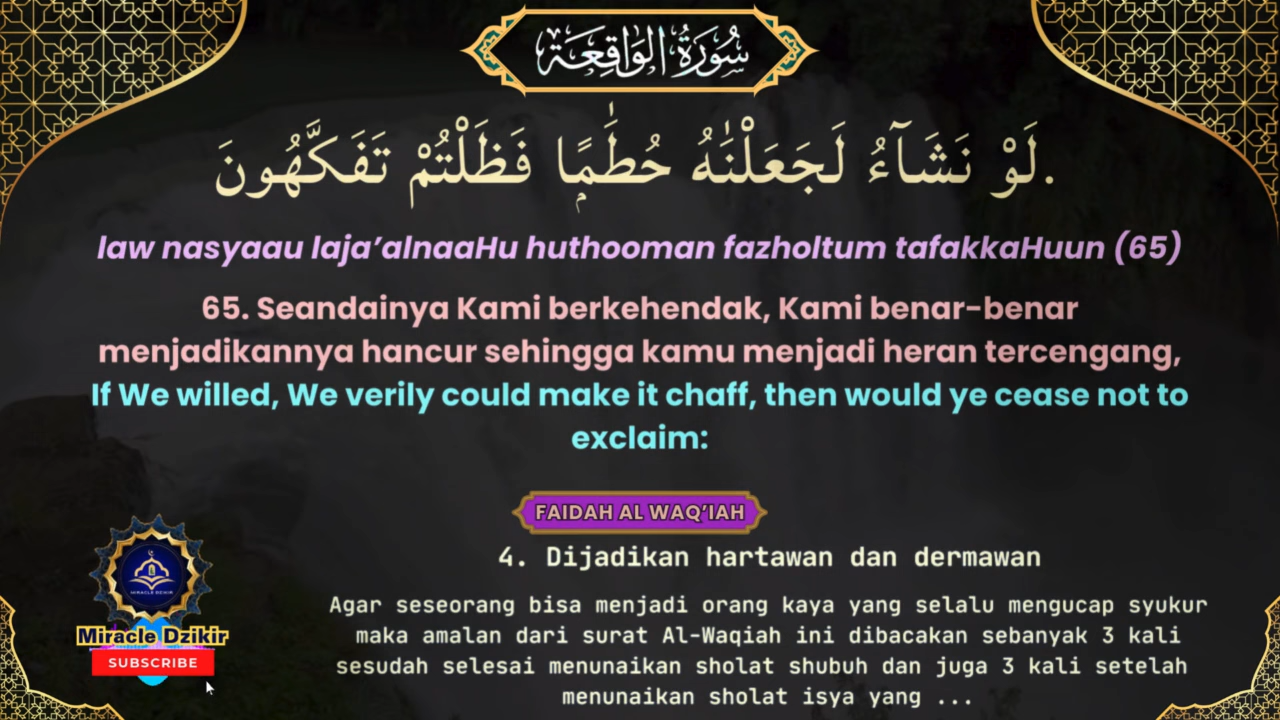 سُورَةُ الْوَاقِعَة
لَوْ نَشَآءُ لَجَعَلْنٰهُ حُطَٰمًۭا فَظَلْتُمْ تَفَكَّهُونَ.
law nasyaau laja’alnaaHu huthooman fazholtum tafakkaHuun (65)
65. Seandainya Kami berkehendak, Kami benar-benar
menjadikannya hancur sehingga kamu menjadi heran tercengang,
If We willed, We verily could make it chaff, then would ye cease not to
exclaim:
FAIDAH AL WAQ’IAH
4. Dijadikan hartawan dan dermawan
Agar seseorang bisa menjadi orang kaya yang selalu mengucap syukur
maka amalan dari surat Al-Waqiah ini dibacakan sebanyak 3 kali
sesudah selesai menunaikan sholat shubuh dan juga 3 kali setelah
menunaikan sholat isya yang ...
MIRACLE DZIKIR
Miracle Dzikir
SUBSCRIBE